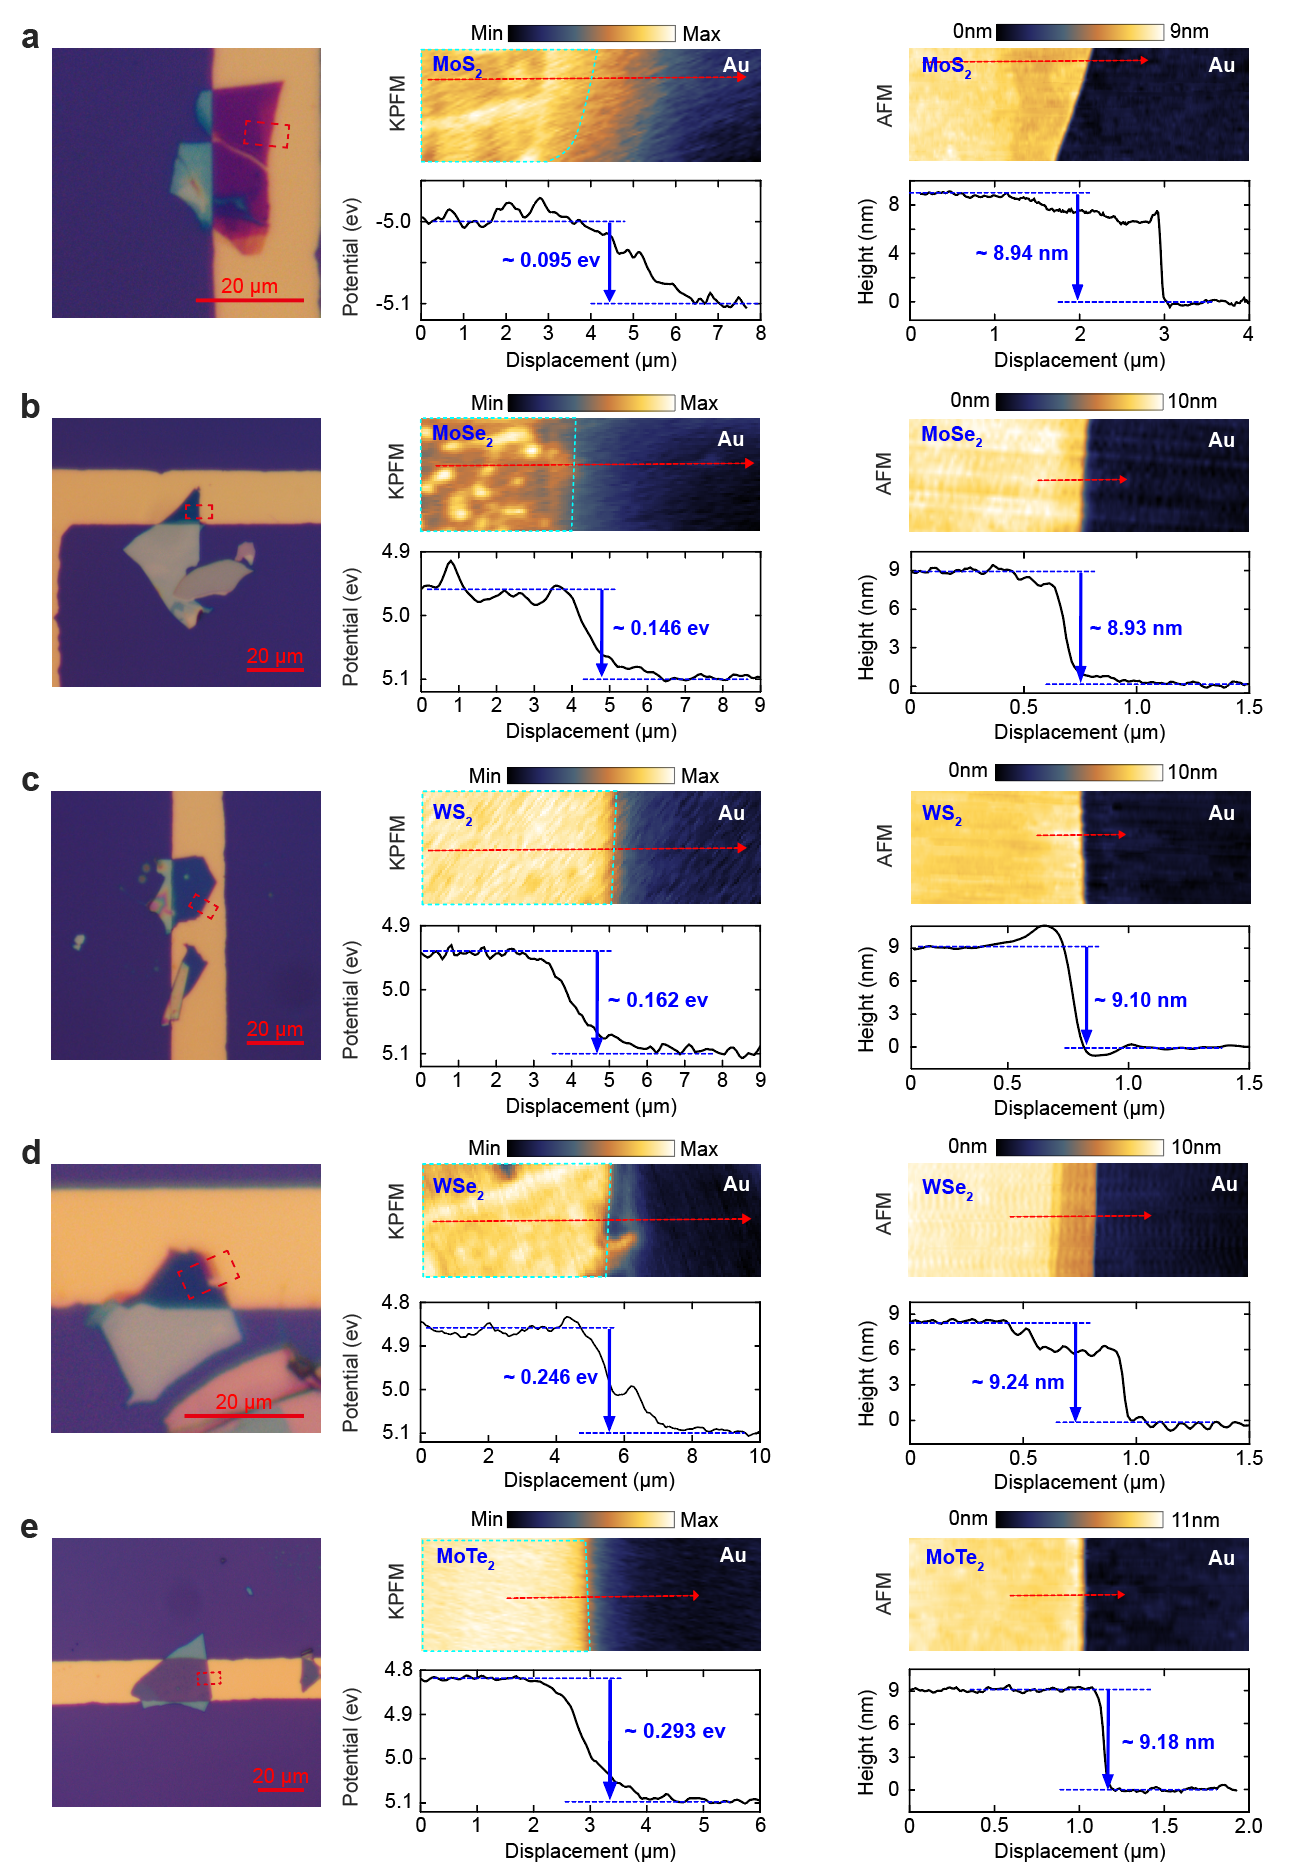 a
20 µm
Min Max
KPFM
MoS2
Au
Potential (ev)
-5.0
-5.1
~ 0.095 ev
0 1 2 3 4 5 6 7 8
Displacement (µm)
0nm 9nm
AFM
MoS2
Au
Height (nm)
8
4
0
~ 8.94 nm
0 1 2 3 4
Displacement (µm)
b
20 µm
Min Max
KPFM
MoSe2
Au
Potential (ev)
4.9
5.0
5.1
~ 0.146 ev
0 1 2 3 4 5 6 7 8 9
Displacement (µm)
0nm 10nm
AFM
MoSe2
Au
Height (nm)
9
6
3
0
~ 8.93 nm
0 0.5 1.0 1.5
Displacement (µm)
c
20 µm
Min Max
KPFM
WS2
Au
Potential (ev)
4.9
5.0
5.1
~ 0.162 ev
0 1 2 3 4 5 6 7 8 9
Displacement (µm)
0nm 10nm
AFM
WS2
Au
Height (nm)
9
6
3
0
~ 9.10 nm
0 0.5 1.0 1.5
Displacement (µm)
d
20 µm
Min Max
KPFM
WSe2
Au
Potential (ev)
4.8
4.9
5.0
5.1
~ 0.246 ev
0 2 4 6 8 10
Displacement (µm)
0nm 10nm
AFM
WSe2
Au
Height (nm)
9
6
3
0
~ 9.24 nm
0 0.5 1.0 1.5
Displacement (µm)
e
20 µm
Min Max
KPFM
MoTe2
Au
Potential (ev)
4.8
4.9
5.0
5.1
~ 0.293 ev
0 1 2 3 4 5 6
Displacement (µm)
0nm 11nm
AFM
MoTe2
Au
Height (nm)
9
6
3
0
~ 9.18 nm
0 0.5 1.0 1.5 2.0
Displacement (µm)